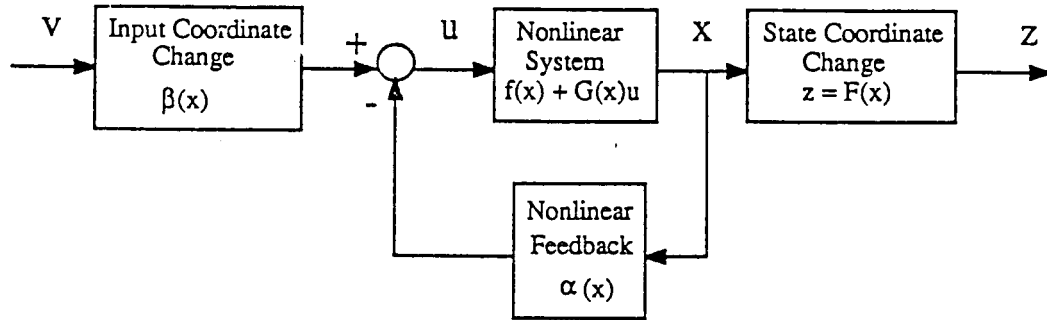 v
Input Coordinate
Change
β(x)
+
-
u
Nonlinear
System
f(x) + G(x)u
x
State Coordinate
Change
z = F(x)
z
Nonlinear
Feedback
α (x)